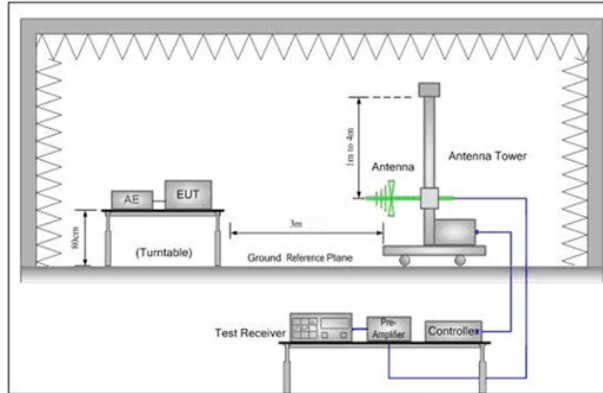 1m to 4m
Antenna
Antenna Tower
AE
EUT
3m
80cm
(Turntable)
Ground Reference Plane
Test Receiver
Pre-
Amplifier
Controller